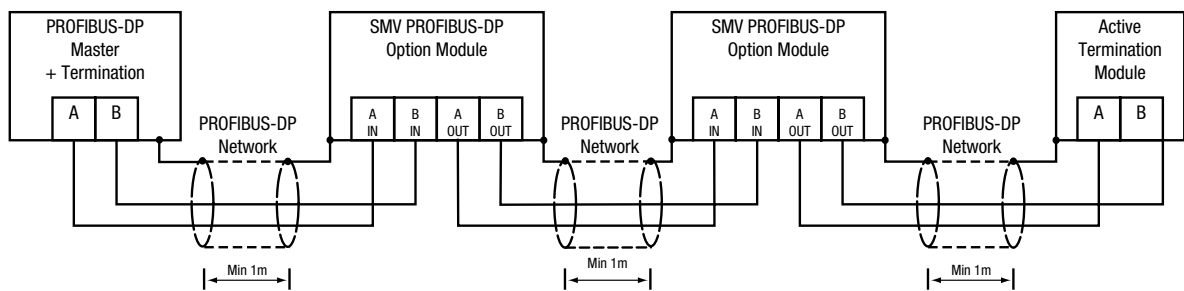 PROFIBUS-DP
Master
+ Termination
A B
PROFIBUS-DP
Network
Min 1m
SMV PROFIBUS-DP
Option Module
A
IN
B
IN
A
OUT
B
OUT
PROFIBUS-DP
Network
Min 1m
SMV PROFIBUS-DP
Option Module
A
IN
B
IN
A
OUT
B
OUT
PROFIBUS-DP
Network
Min 1m
Active
Termination
Module
A B